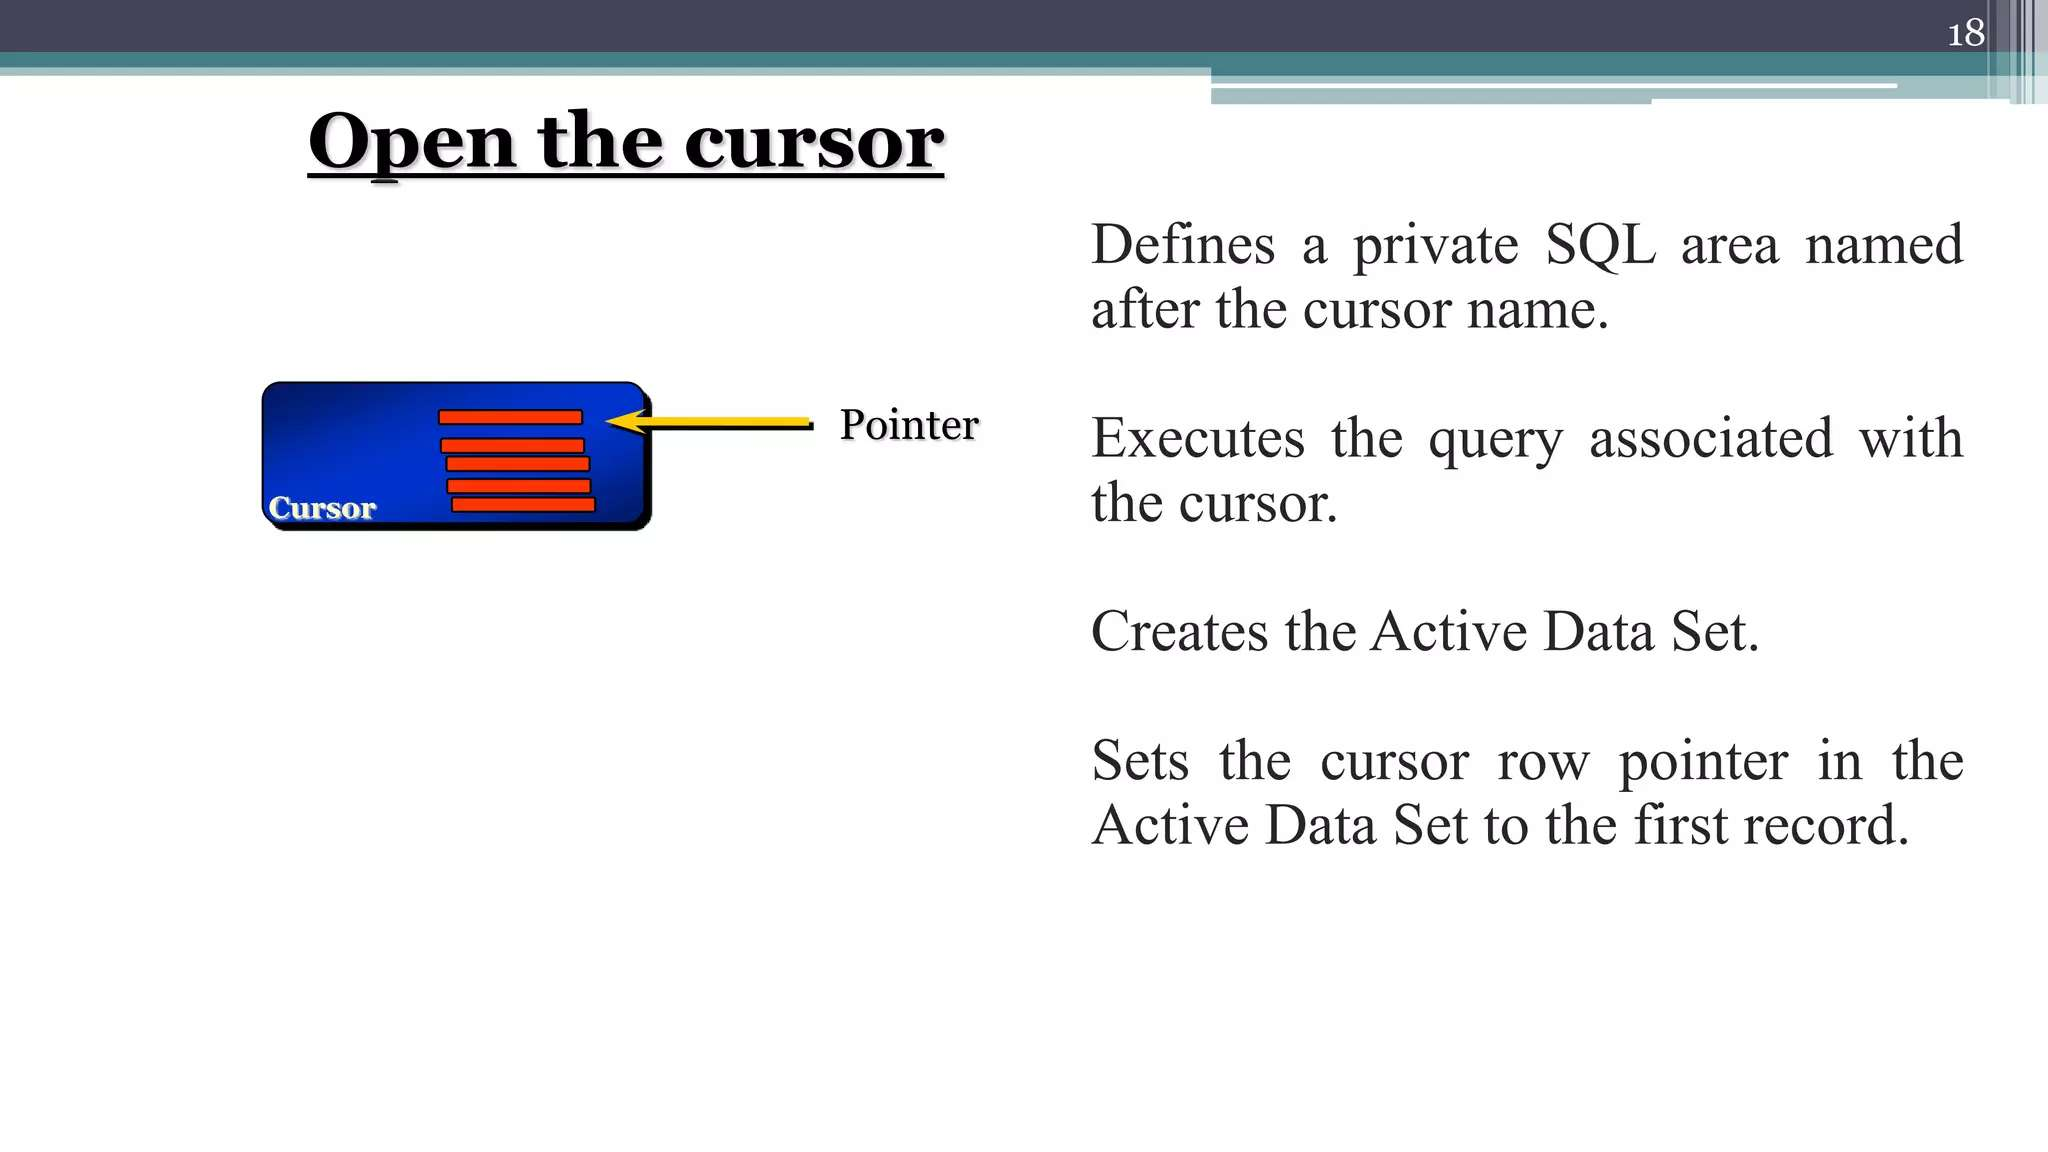 18
Open the cursor
Defines a private SQL area named
after the cursor name.
Pointer
Cursor
Executes the query associated with
the cursor.
Creates the Active Data Set.
Sets the cursor row pointer in the
Active Data Set to the first record.